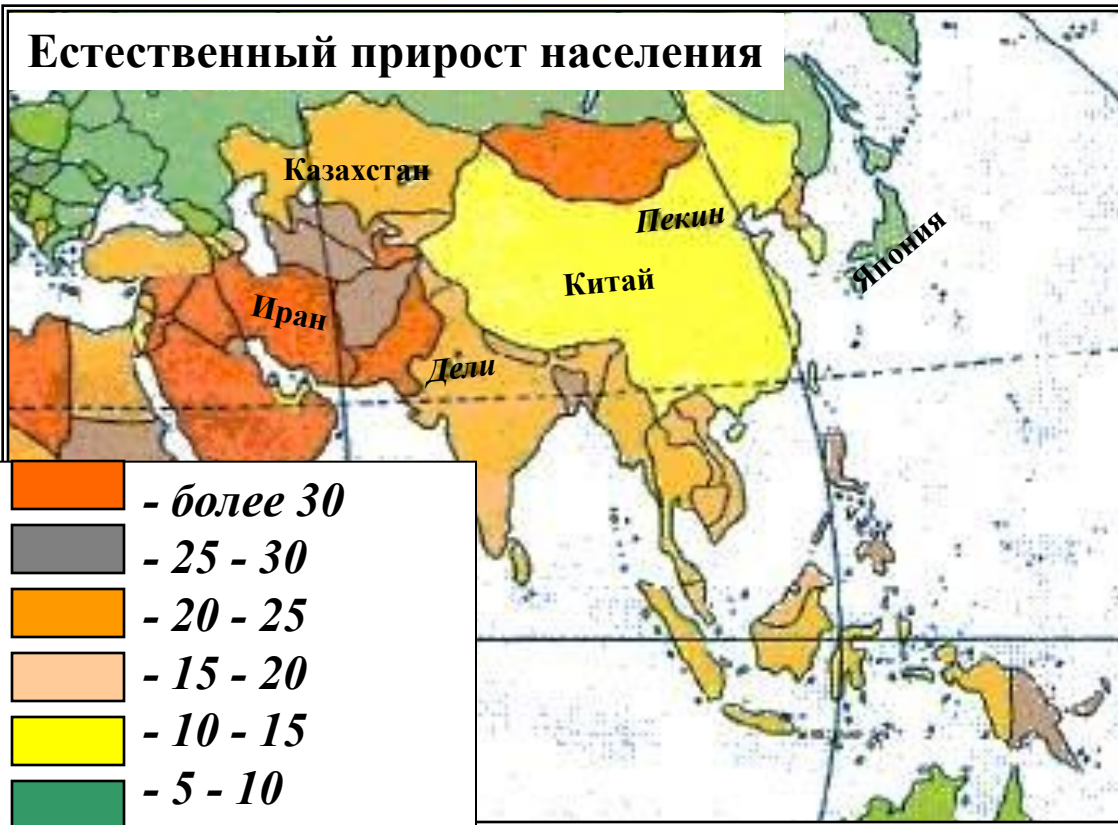 Естественный прирост населения
Казахстан
Пекин
Япония
Китай
Иран
Дели
- более 30
- 25 - 30
- 20 - 25
- 15 - 20
- 10 - 15
- 5 - 10